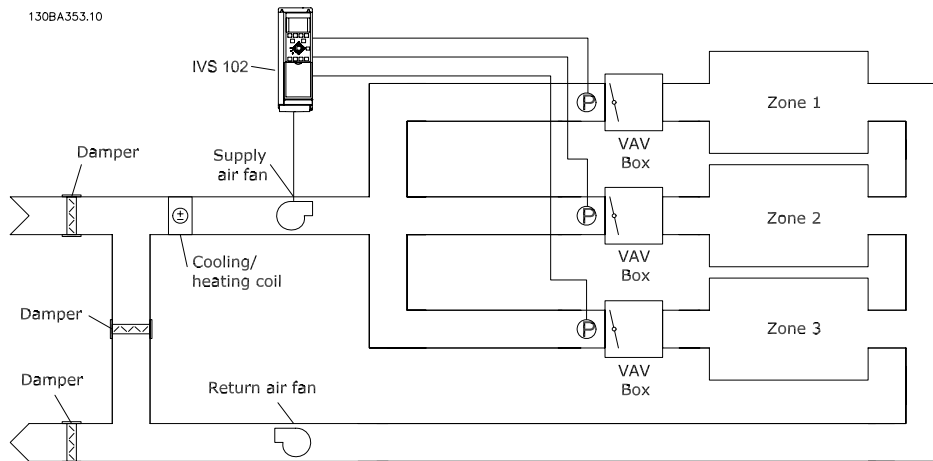 130BA353.10
IVS 102
Damper
Supply
air fan
Cooling/
heating coil
Damper
Damper
Return air fan
P
VAV
Box
Zone 1
P
VAV
Box
Zone 2
P
VAV
Box
Zone 3
±